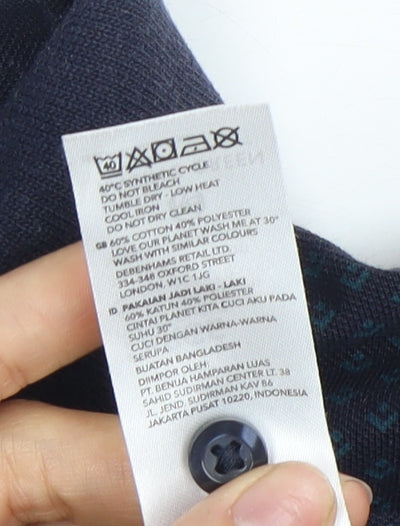 40
40°C SYNTHETIC CYCLE
DO NOT BLEACH
TUMBLE DRY - LOW HEAT
COOL IRON
DO NOT DRY CLEAN
GB 60% COTTON 40% POLYESTER
LOVE OUR PLANET WASH ME AT 30°
WASH WITH SIMILAR COLOURS
DEBENHAMS RETAIL LTD.
334-348 OXFORD STREET
LONDON, W1C 1JG
ID PAKAIAN JADI LAKI - LAKI
60% KATUN 40% POLIESTER
CINTAI PLANET KITA CUCI AKU PADA
SUHU 30°
CUCI DENGAN WARNA-WARNA
SERUPA
BUATAN BANGLADESH
DIIMPOR OLEH:
PT. BENUA HAMPARAN LUAS
SAHID SUDIRMAN CENTER LT. 38
JL. JEND. SUDIRMAN KAV 86
JAKARTA PUSAT 10220, INDONESIA